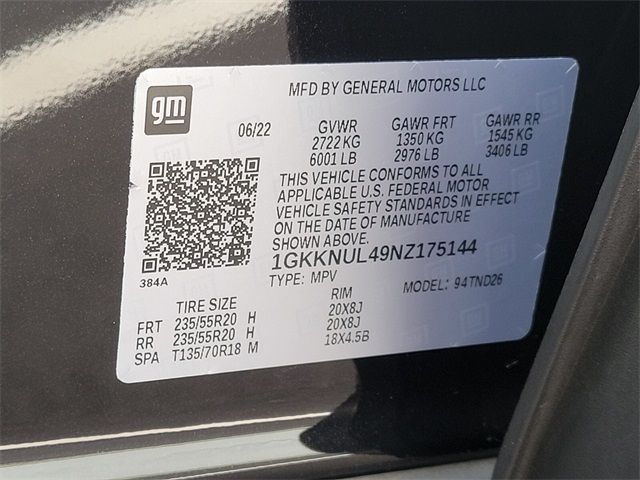 MFD BY GENERAL MOTORS LLC
gm
06/22 GVWR GAWR FRT GAWR RR
2722 KG 1350 KG 1545 KG
6001 LB 2976 LB 3406 LB
THIS VEHICLE CONFORMS TO ALL
APPLICABLE U.S. FEDERAL MOTOR
VEHICLE SAFETY STANDARDS IN EFFECT
ON THE DATE OF MANUFACTURE
SHOWN ABOVE.
1GKKNUL49NZ175144
384A TYPE: MPV MODEL: 94TND26
TIRE SIZE RIM
FRT 235/55R20 H 20X8J
RR 235/55R20 H 20X8J
SPA T135/70R18 M 18X4.5B